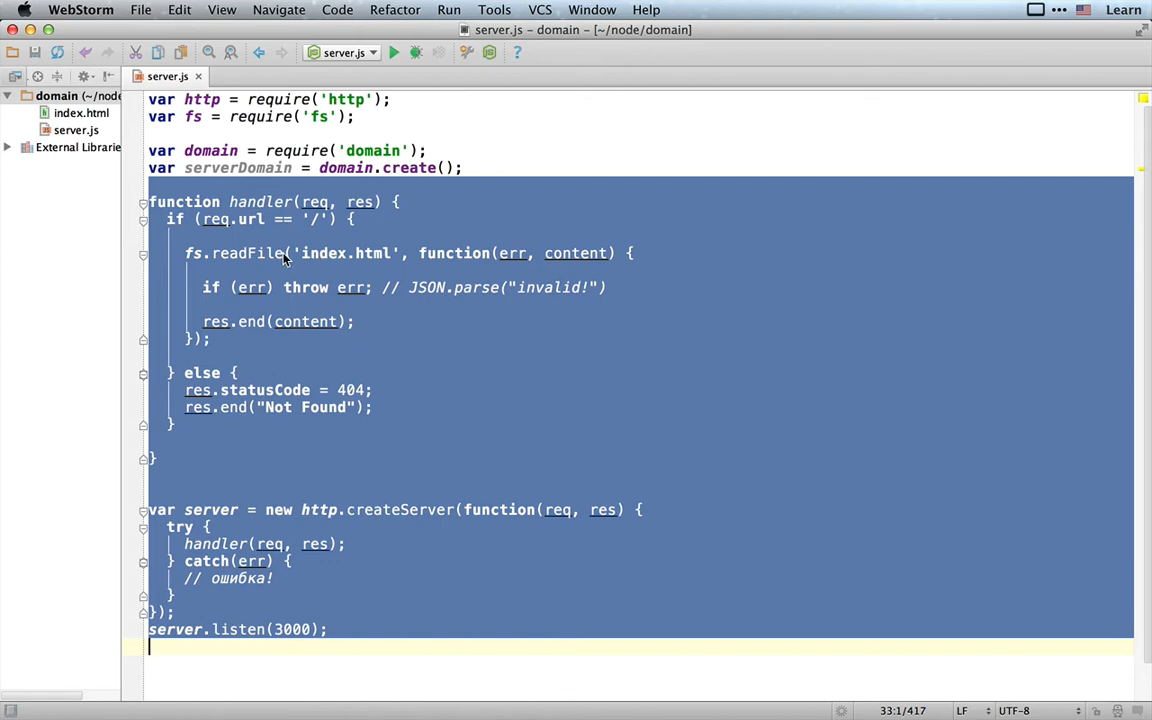 WebStorm File Edit View Navigate Code Refactor Run Tools VCS Window Help Learn
server.js – domain – [~/node/domain]
server.js
server.js
domain (~/node
index.html
server.js
External Librarie
var http = require('http');
var fs = require('fs');
var domain = require('domain');
var serverDomain = domain.create();
function handler(req, res) {
if (req.url == '/') {
fs.readFile('index.html', function(err, content) {
if (err) throw err; // JSON.parse("invalid!")
res.end(content);
});
} else {
res.statusCode = 404;
res.end("Not Found");
}
}
var server = new http.createServer(function(req, res) {
try {
handler(req, res);
} catch(err) {
// ошибка!
}
});
server.listen(3000);
33:1/417 LF UTF-8